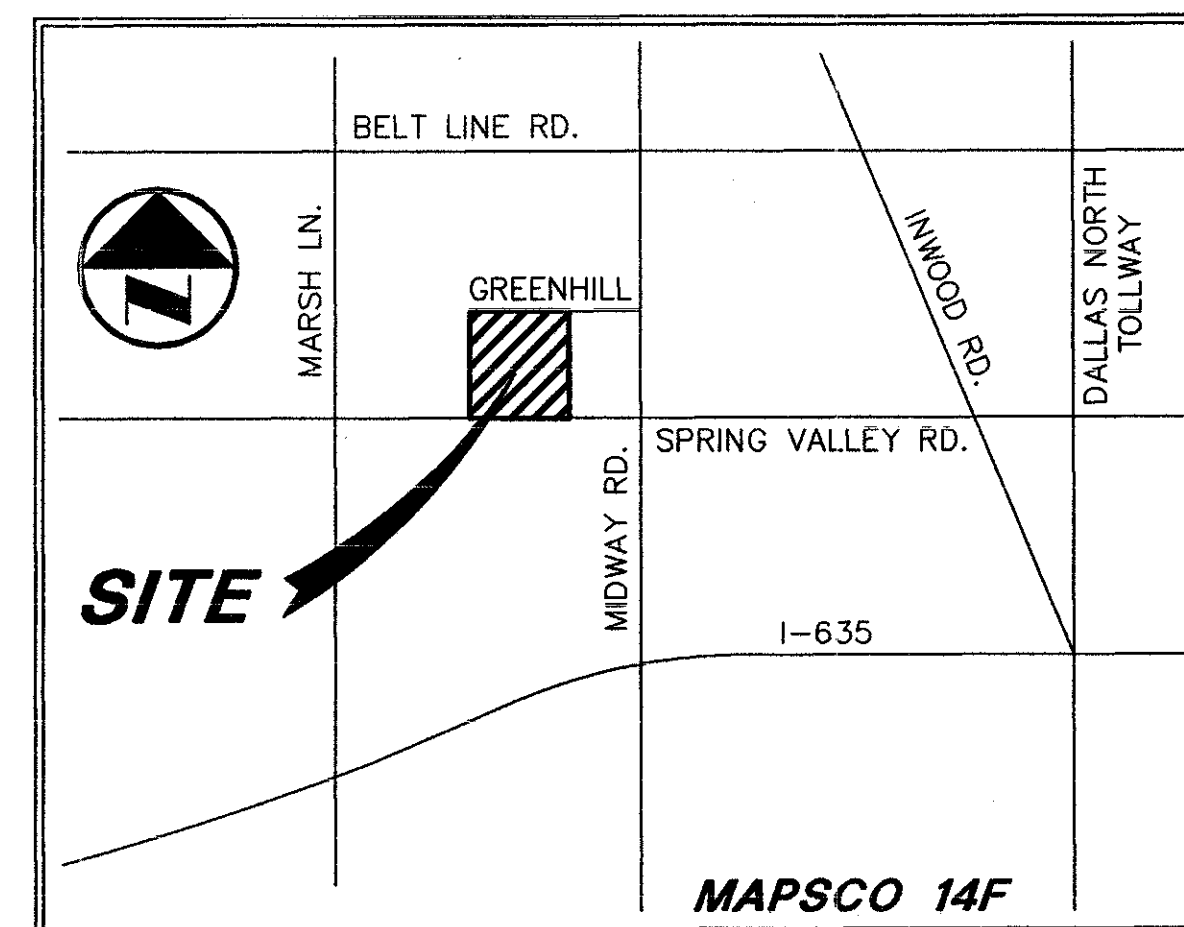 BELT LINE RD.
MARSH LN.
GREENHILL
INWOOD RD.
DALLAS NORTH
TOLLWAY
N
SPRING VALLEY RD.
MIDWAY RD.
SITE
I-635
MAPSCO 14F